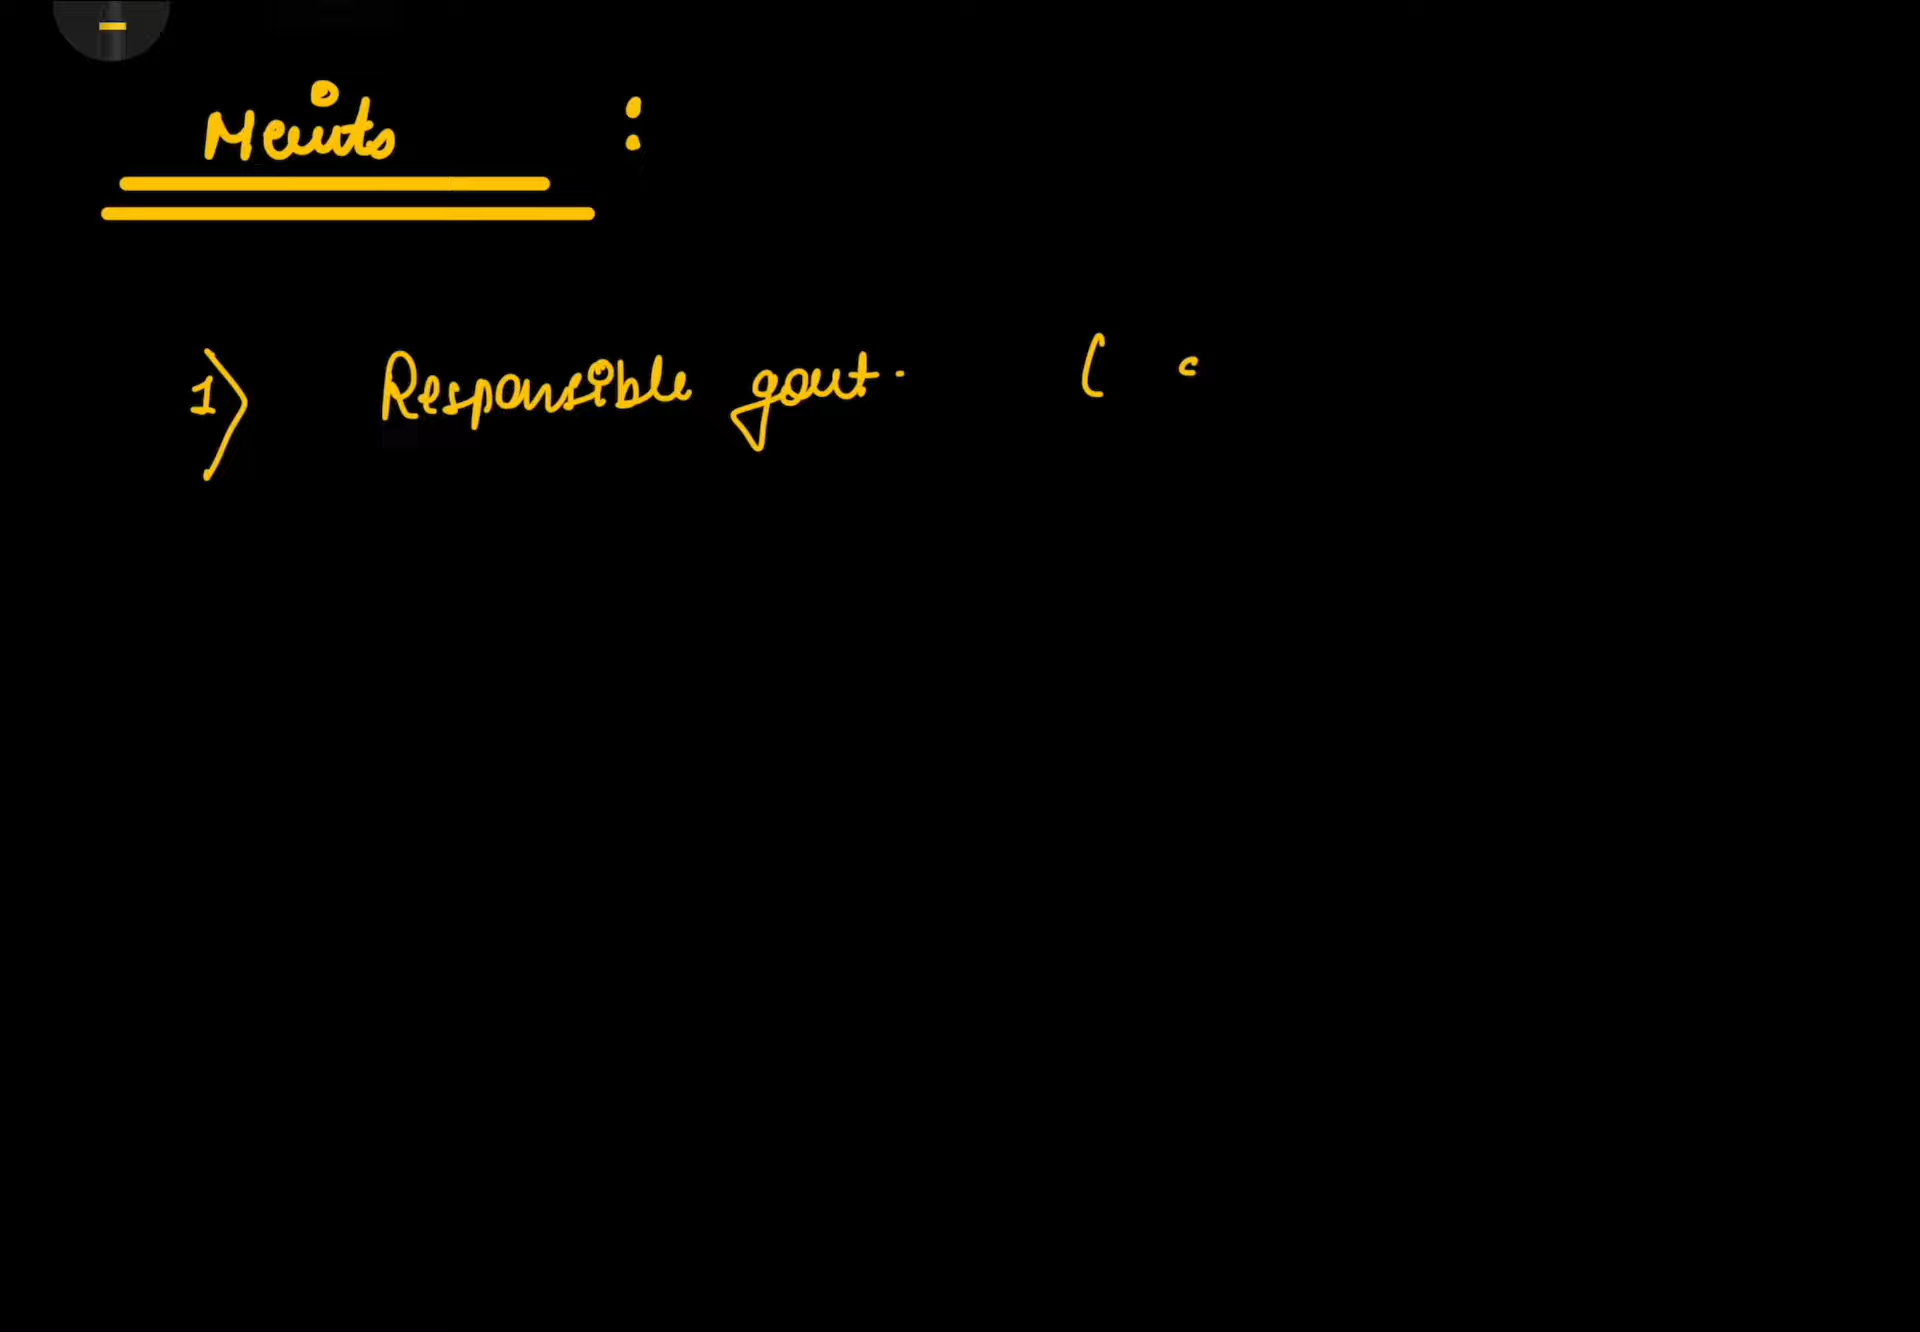 Merits :
1) Responsible govt. (